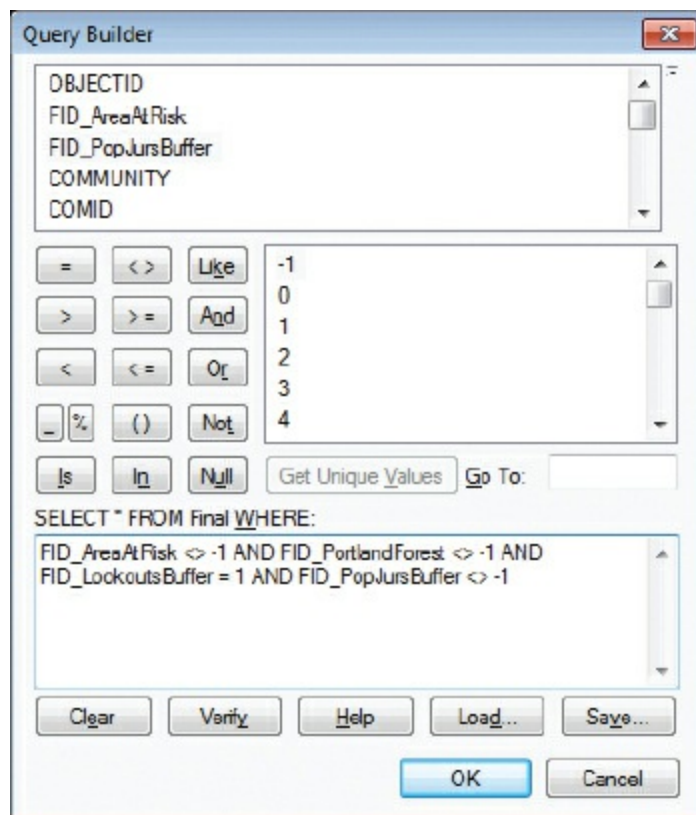 Query Builder
OBJECTID
FID_AreaAtRisk
FID_PopJursBuffer
COMMUNITY
COMID
= <> Like
> >= And
< <= Or
_ % () Not
Is In Null
-1
0
1
2
3
4
Get Unique Values Go To:
SELECT * FROM Final WHERE:
FID_AreaAtRisk <> -1 AND FID_PortlandForest <> -1 AND
FID_LookoutsBuffer = 1 AND FID_PopJursBuffer <> -1
Clear Verify Help Load... Save...
OK Cancel